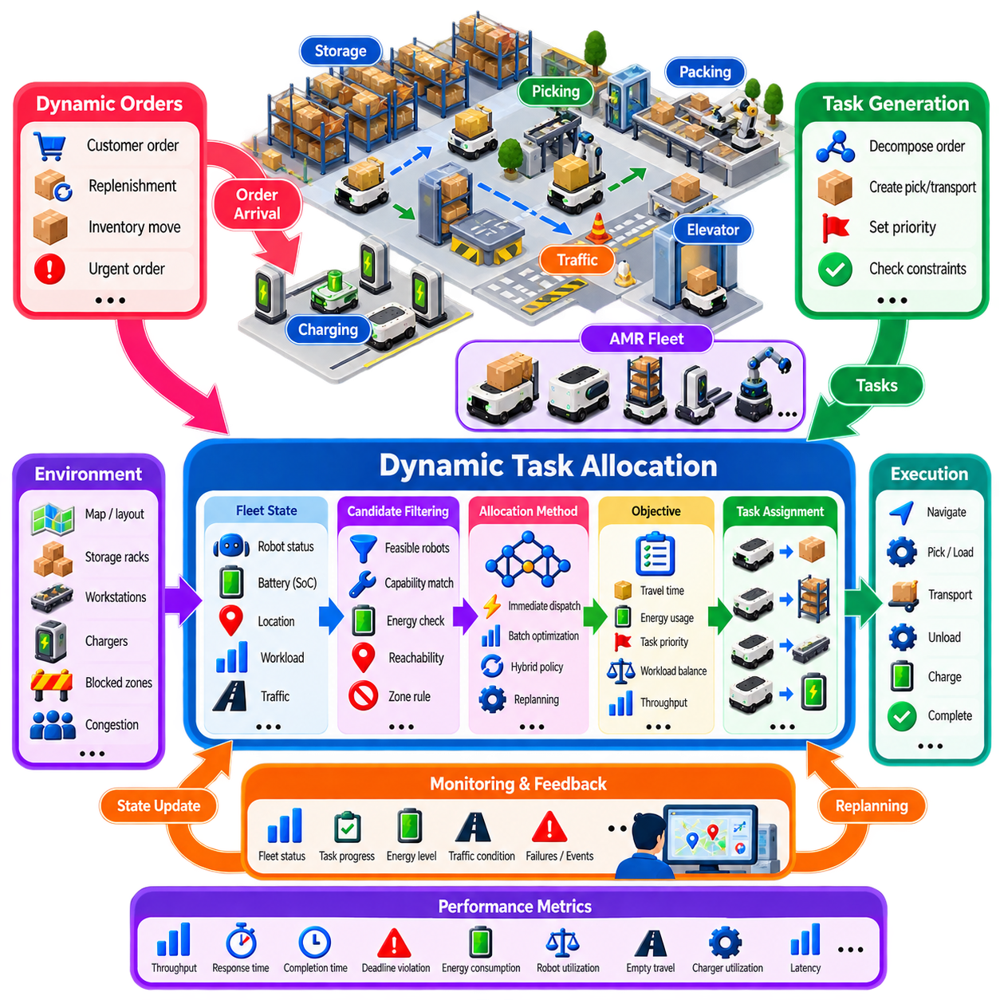 Storage
Picking
Packing
Dynamic Orders
Customer order
Replenishment
Inventory move
Urgent order
...
Order
Arrival
Charging
Traffic
Elevator
Task Generation
Decompose order
Create pick/transport
Set priority
Check constraints
...
AMR Fleet
...
Tasks
Environment
Map / layout
Storage racks
Workstations
Chargers
Blocked zones
Congestion
...
Dynamic Task Allocation
Fleet State
Robot status
Battery (SoC)
Location
Workload
Traffic
...
Candidate Filtering
Feasible robots
Capability match
Energy check
Reachability
Zone rule
...
Allocation Method
Immediate dispatch
Batch optimization
Hybrid policy
Replanning
...
Objective
Travel time
Energy usage
Task priority
Workload balance
Throughput
...
Task Assignment
...
Execution
Navigate
Pick / Load
Transport
Unload
Charge
Complete
...
State Update
Monitoring & Feedback
Fleet status
Task progress
Energy level
Traffic condition
Failures / Events
...
Replanning
Performance Metrics
Throughput
Response time
Completion time
Deadline violation
Energy consumption
Robot utilization
Empty travel
Charger utilization
Latency
...